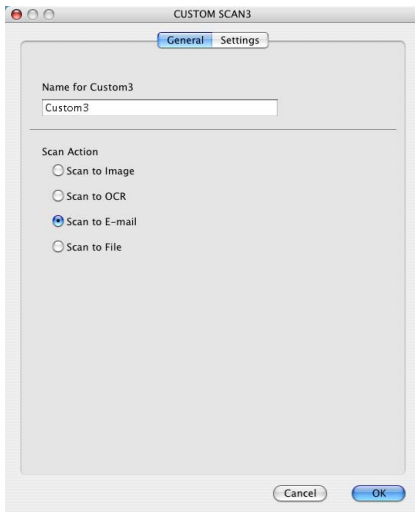 CUSTOM SCAN3
General Settings
Name for Custom3
Custom3
Scan Action
Scan to Image
Scan to OCR
Scan to E-mail
Scan to File
Cancel OK